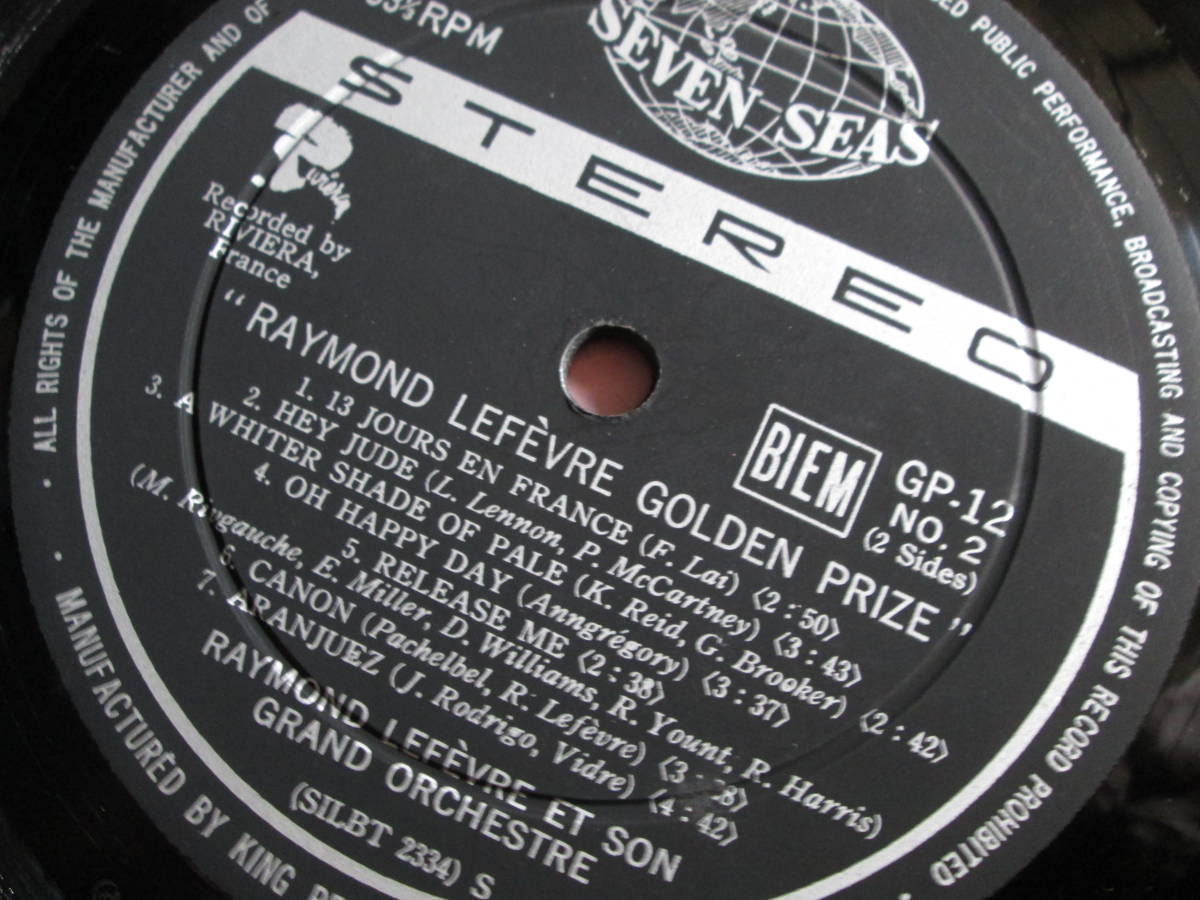 33⅓ RPM
SEVEN SEAS
STEREO
Riviera
Recorded by
RIVIERA,
France
BIEM
GP.12
NO. 2
(2 Sides)
“RAYMOND LEFÈVRE GOLDEN PRIZE”
1. 13 JOURS EN FRANCE (F. Lai) 〈2:50〉
2. HEY JUDE (L. Lennon, P. McCartney) 〈3:43〉
3. A WHITER SHADE OF PALE (K. Reid, G. Brooker) 〈2:42〉
4. OH HAPPY DAY (Anngrégory) 〈3:37〉
5. RELEASE ME 〈2:38〉
(M. Rivgauche, E. Miller, D. Williams, R. Yount, R. Harris)
6. CANON (Pachelbel, R. Lefèvre)
7. ARANJUEZ (J. Rodrigo, Vidre) 〈4:42〉
RAYMOND LEFÈVRE ET SON
GRAND ORCHESTRE
(SILBT 2334) S
MANUFACTURED BY KING
· ALL RIGHTS OF THE MANUFACTURER AND OF
PUBLIC PERFORMANCE, BROADCASTING AND COPYING OF THIS RECORD PROHIBITED